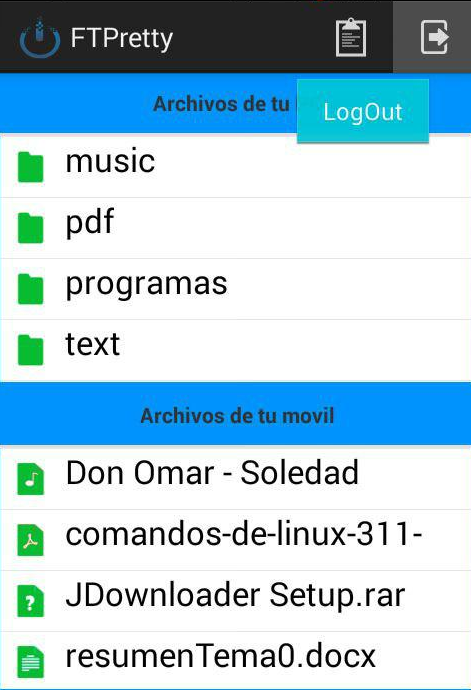 FTPretty
Archivos de tu
LogOut
music
pdf
programas
text
Archivos de tu movil
Don Omar - Soledad
comandos-de-linux-311-
JDownloader Setup.rar
resumenTema0.docx